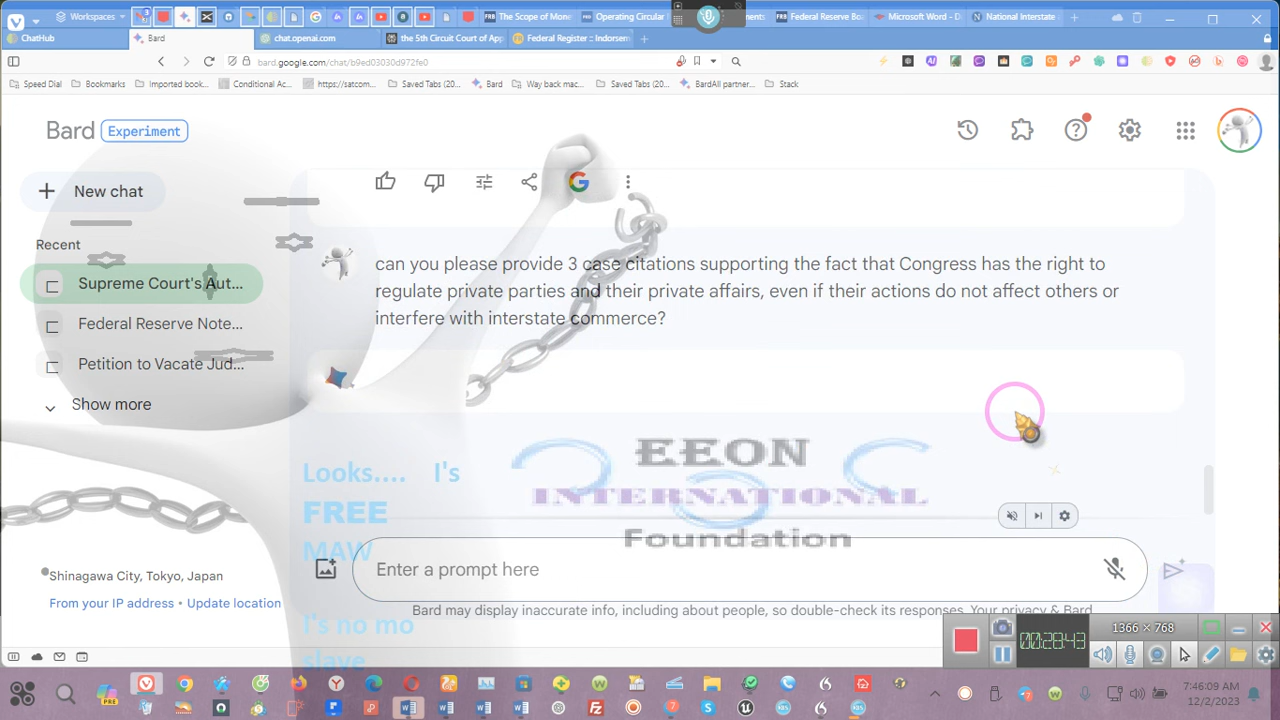 Workspaces
3
The Scope of Mone
Operating Circular
ments
Federal Reserve Boa
Microsoft Word - D
National Interstate
ChatHub
Bard
chat.openai.com
the 5th Circuit Court of App
Federal Register :: Indorsem
bard.google.com/chat/b9ed03030d972fe0
Speed Dial
Bookmarks
Imported book...
Conditional Ac...
https://satcom...
Saved Tabs (20...
Bard
Way back mac...
Saved Tabs (20...
BardAll partner...
Stack
Bard
Experiment
New chat
Recent
Supreme Court's Aut...
Federal Reserve Note...
Petition to Vacate Jud...
Show more
can you please provide 3 case citations supporting the fact that Congress has the right to
regulate private parties and their private affairs, even if their actions do not affect others or
interfere with interstate commerce?
EEON
INTERNATIONAL
Foundation
Looks.... I's
FREE
MAW
I's no mo
slave
Shinagawa City, Tokyo, Japan
From your IP address • Update location
Enter a prompt here
Bard may display inaccurate info, including about people, so double-check its responses. Your privacy & Bard
1366 × 768
00:28:43
7:46:09 AM
12/2/2023